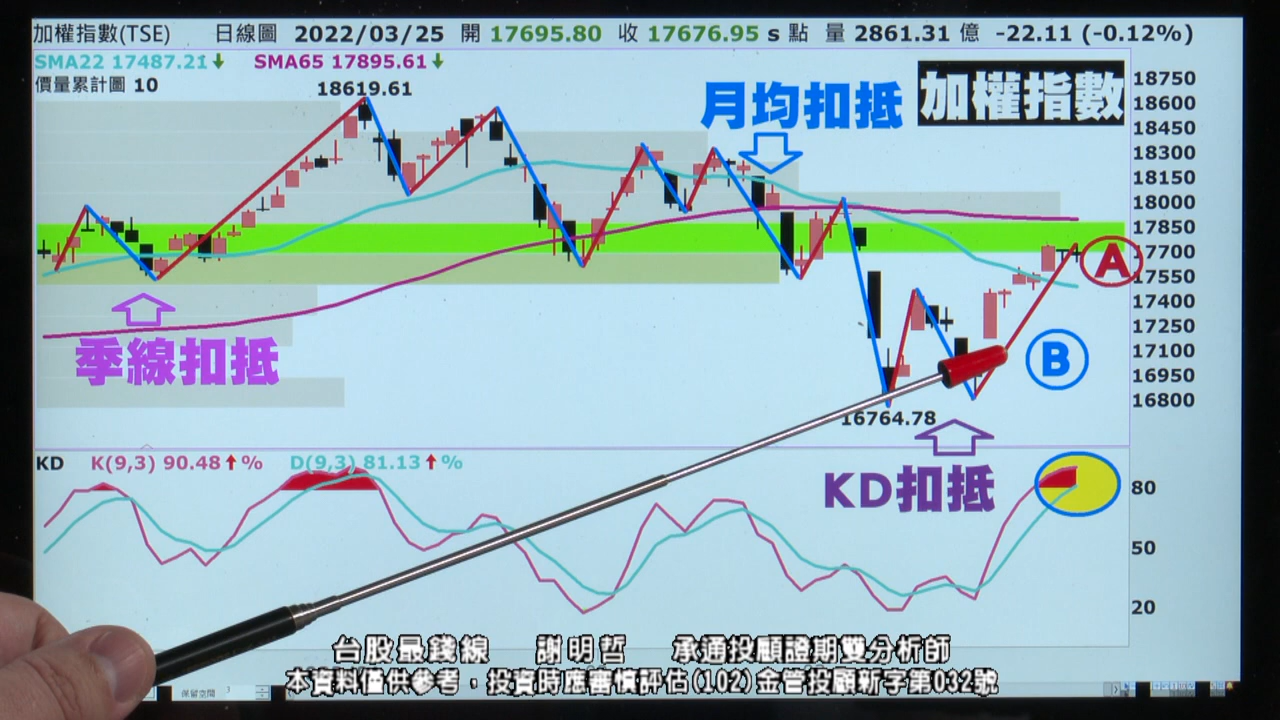 加權指數(TSE) 日線圖 2022/03/25 開 17695.80 收 17676.95 s 點 量 2861.31 億 -22.11 (-0.12%)
SMA22 17487.21↓ SMA65 17895.61↓
價量累計圖 10
18619.61
月均扣抵
加權指數
18750
18600
18450
18300
18150
18000
17850
17700
17550
17400
17250
17100
16950
16800
A
B
季線扣抵
16764.78
KD扣抵
KD K(9,3) 90.48↑% D(9,3) 81.13↑%
80
50
20
台股最錢線 謝明哲 承通投顧證期雙分析師
本資料僅供參考，投資時應審慎評估(102)金管投顧新字第032號
保留空間 3